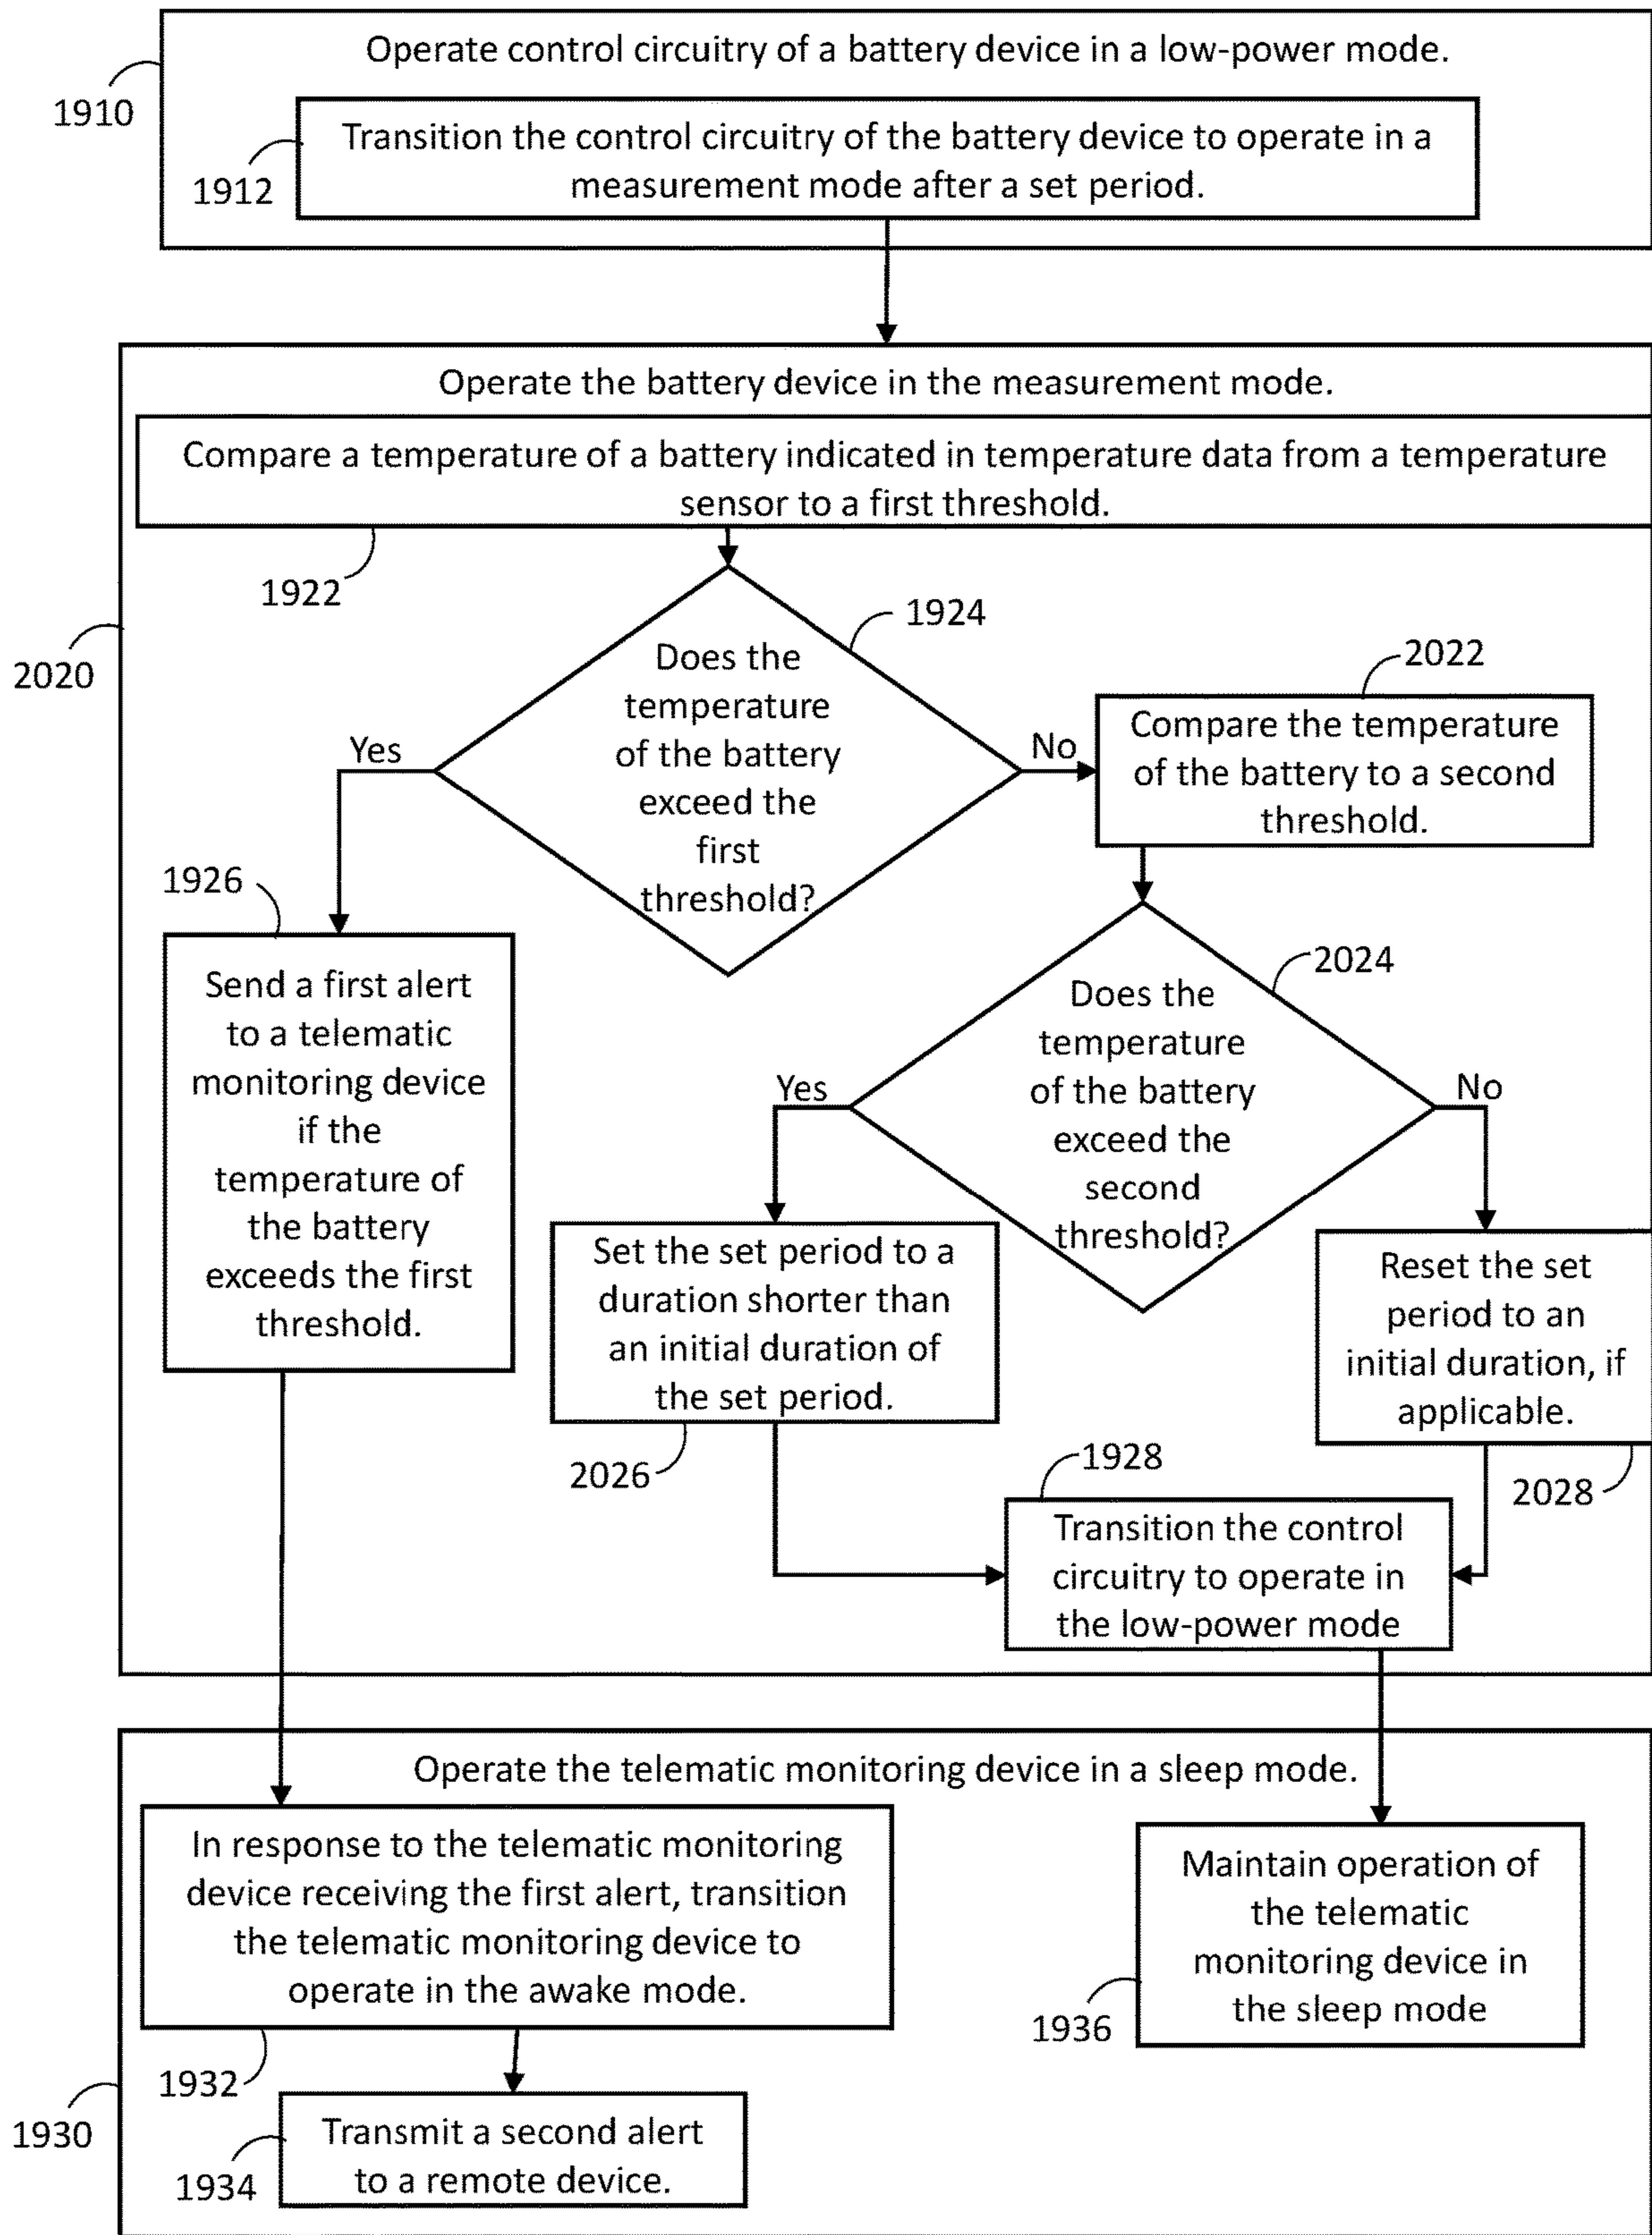 Operate control circuitry of a battery device in a low-power mode.
1910
Transition the control circuitry of the battery device to operate in a
measurement mode after a set period.
1912
Operate the battery device in the measurement mode.
Compare a temperature of a battery indicated in temperature data from a temperature
sensor to a first threshold.
1922
1924
2020
Does the
temperature
of the battery
exceed the
first
threshold?
Yes
No
2022
Compare the temperature
of the battery to a second
threshold.
1926
Send a first alert
to a telematic
monitoring device
if the
temperature of
the battery
exceeds the first
threshold.
2024
Does the
temperature
of the battery
exceed the
second
threshold?
Yes
No
Set the set period to a
duration shorter than
an initial duration of
the set period.
2026
Reset the set
period to an
initial duration, if
applicable.
2028
1928
Transition the control
circuitry to operate in
the low-power mode
Operate the telematic monitoring device in a sleep mode.
In response to the telematic monitoring
device receiving the first alert, transition
the telematic monitoring device to
operate in the awake mode.
1932
Maintain operation of
the telematic
monitoring device in
the sleep mode
1936
1930
Transmit a second alert
to a remote device.
1934